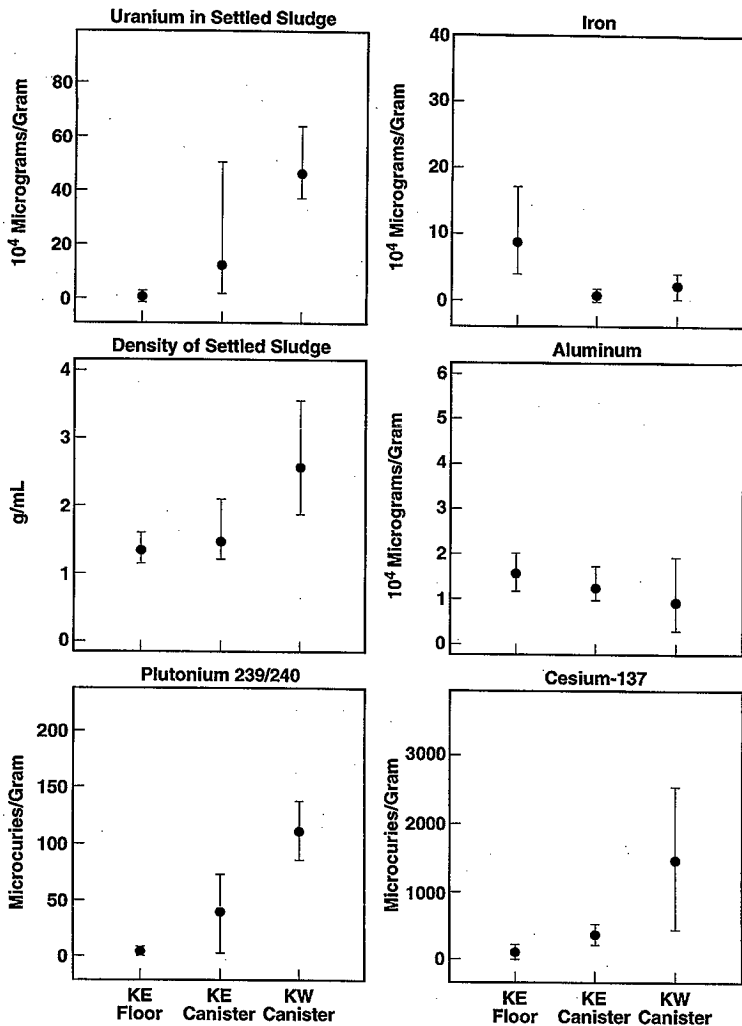 Uranium in Settled Sludge
10⁴ Micrograms/Gram
80
60
40
20
0
Iron
10⁴ Micrograms/Gram
40
30
20
10
0
Density of Settled Sludge
g/mL
4
3
2
1
0
Aluminum
10⁴ Micrograms/Gram
6
5
4
3
2
1
0
Plutonium 239/240
Microcuries/Gram
200
150
100
50
0
KE
Floor
KE
Canister
KW
Canister
Cesium-137
Microcuries/Gram
3000
2000
1000
0
KE
Floor
KE
Canister
KW
Canister